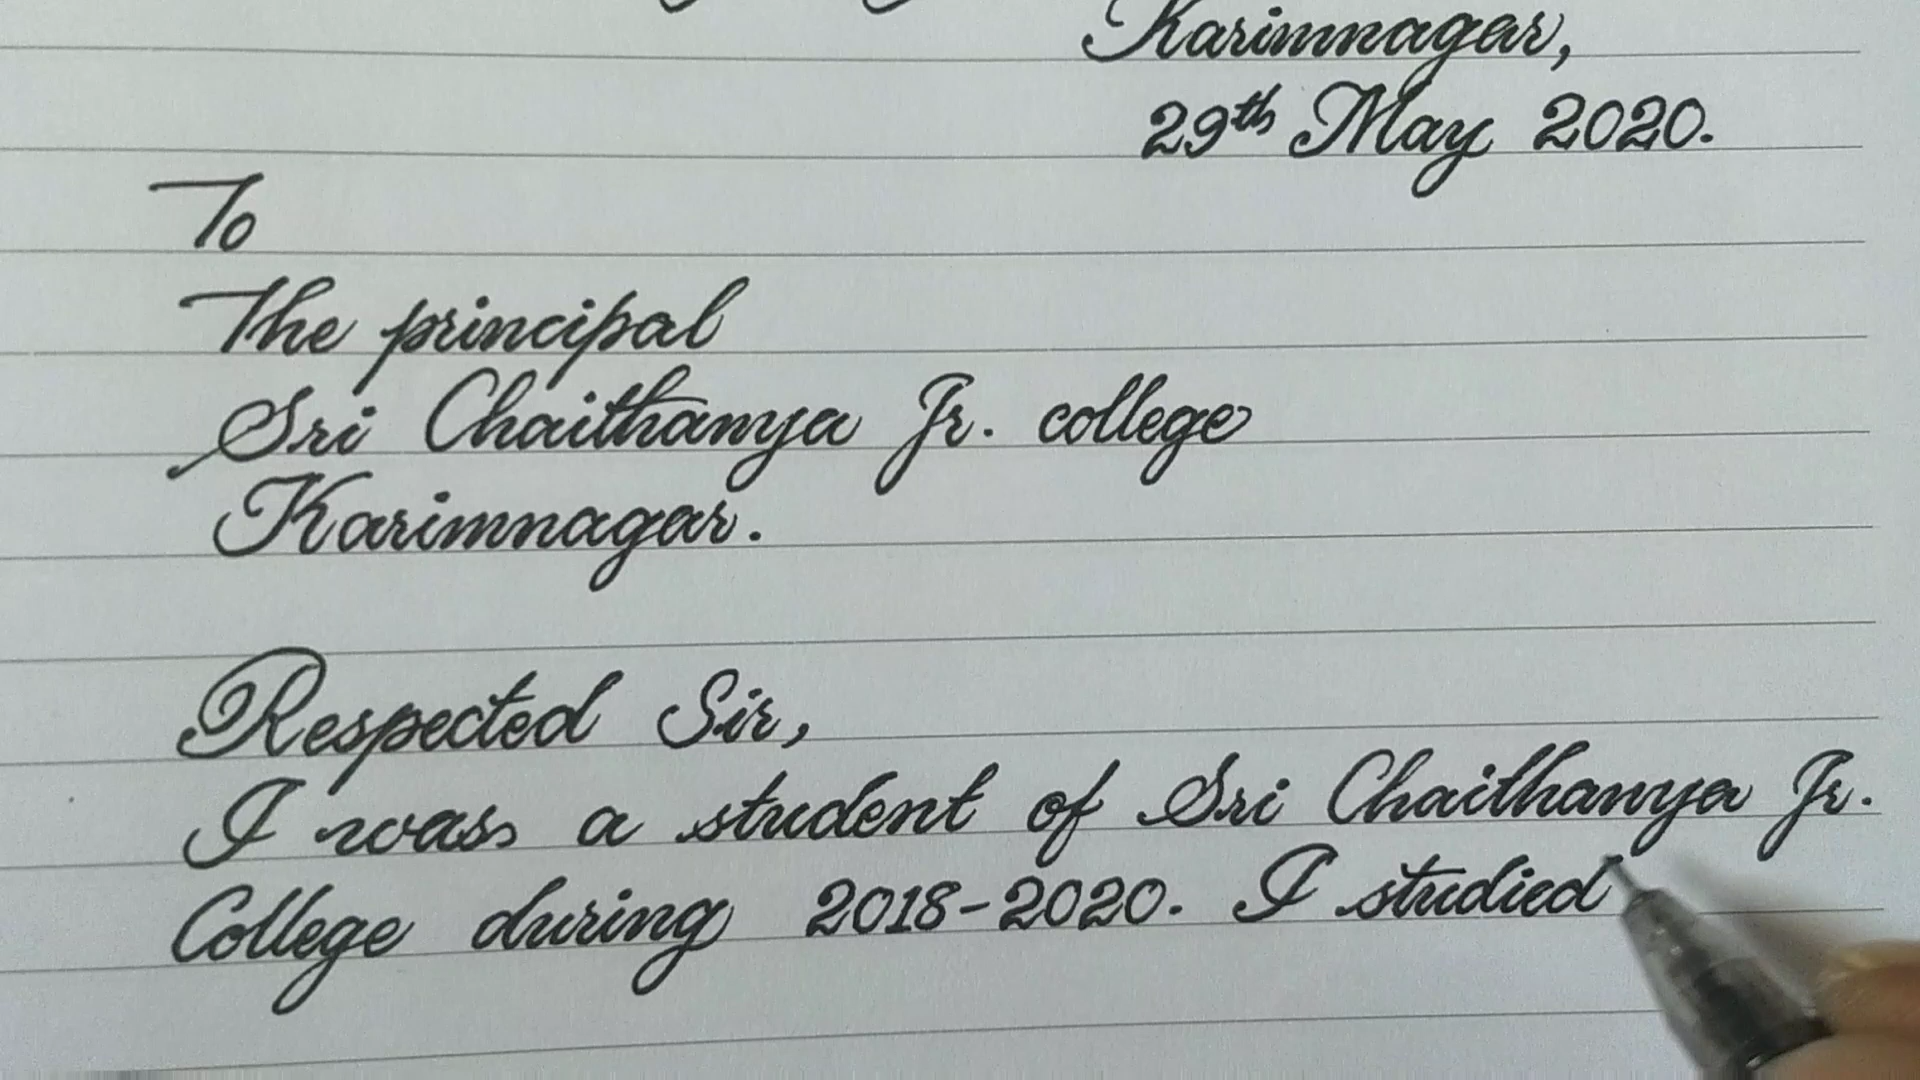 Karimnagar,
29th May 2020.
To
The principal
Sri Chaithanya Jr. college
Karimnagar.
Respected Sir,
I was a student of Sri Chaithanya Jr.
College during 2018-2020. I studied